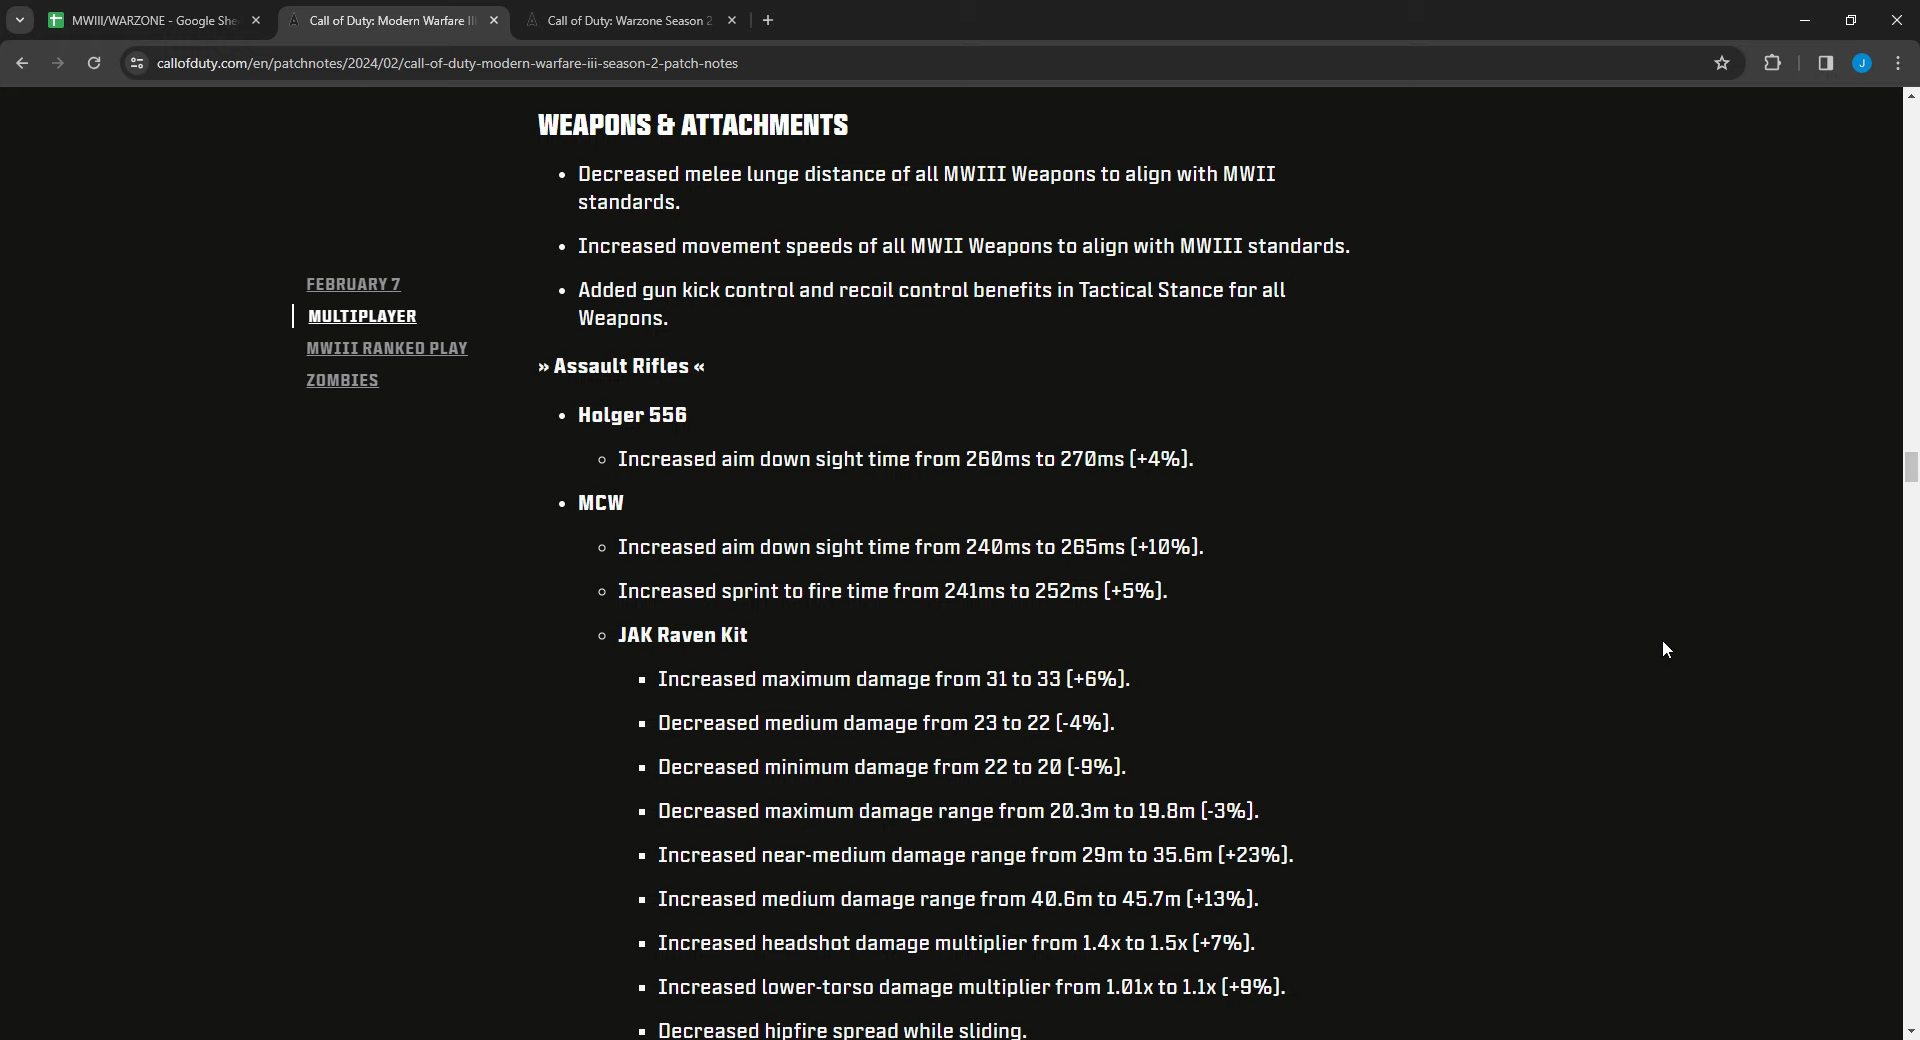 MWIII/WARZONE - Google She
Call of Duty: Modern Warfare III
Call of Duty: Warzone Season 2
callofduty.com/en/patchnotes/2024/02/call-of-duty-modern-warfare-iii-season-2-patch-notes
J
WEAPONS & ATTACHMENTS
• Decreased melee lunge distance of all MWIII Weapons to align with MWII
standards.
• Increased movement speeds of all MWII Weapons to align with MWIII standards.
• Added gun kick control and recoil control benefits in Tactical Stance for all
Weapons.
FEBRUARY 7
MULTIPLAYER
MWIII RANKED PLAY
ZOMBIES
» Assault Rifles «
• Holger 556
◦ Increased aim down sight time from 260ms to 270ms [+4%].
• MCW
◦ Increased aim down sight time from 240ms to 265ms [+10%].
◦ Increased sprint to fire time from 241ms to 252ms [+5%].
◦ JAK Raven Kit
▪ Increased maximum damage from 31 to 33 [+6%].
▪ Decreased medium damage from 23 to 22 [-4%].
▪ Decreased minimum damage from 22 to 20 [-9%].
▪ Decreased maximum damage range from 20.3m to 19.8m [-3%].
▪ Increased near-medium damage range from 29m to 35.6m [+23%].
▪ Increased medium damage range from 40.6m to 45.7m [+13%].
▪ Increased headshot damage multiplier from 1.4x to 1.5x [+7%].
▪ Increased lower-torso damage multiplier from 1.01x to 1.1x [+9%].
▪ Decreased hipfire spread while sliding.